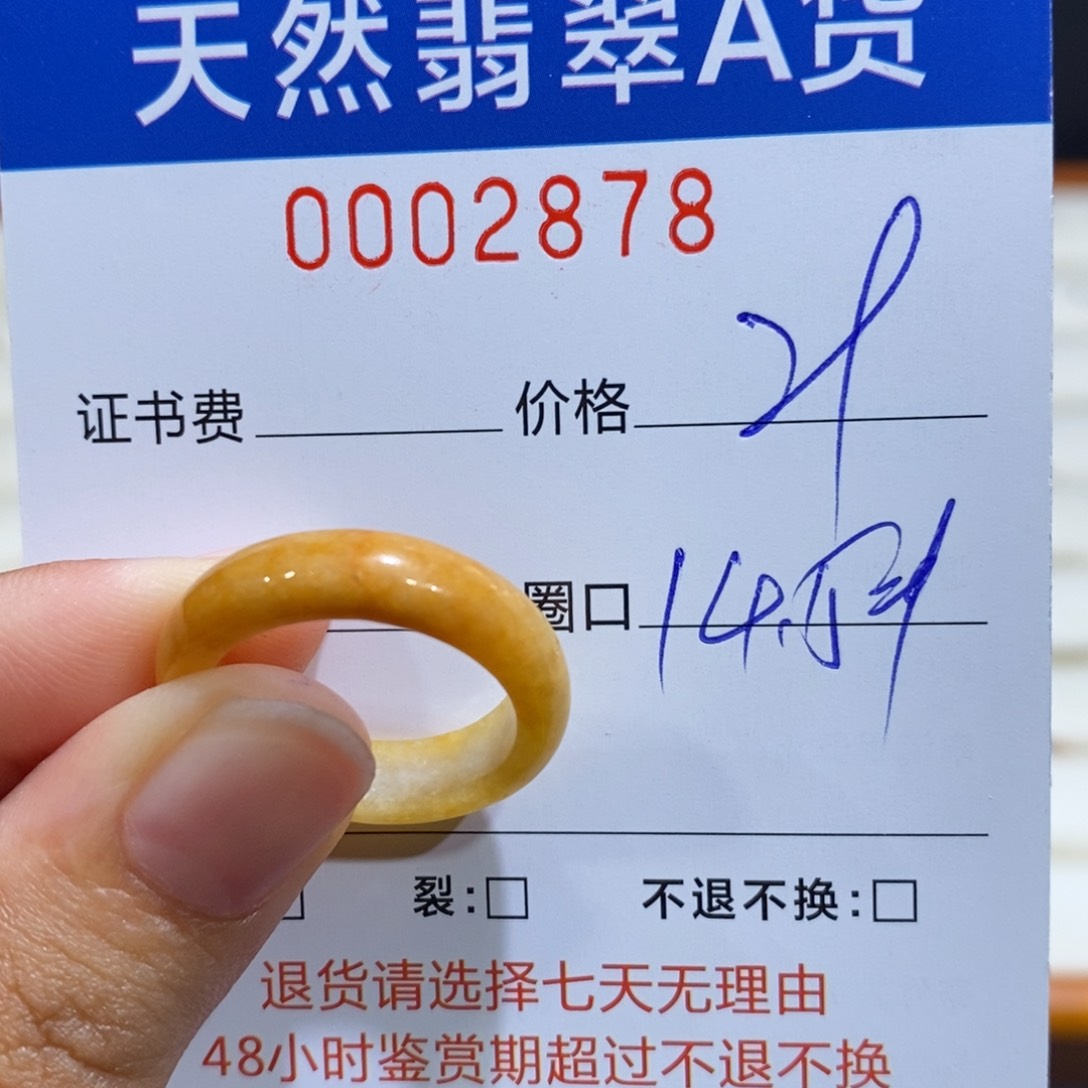 天然翡翠A货
0002878
证书费 价格
圈口 14.
裂:□ 不退不换:□
退货请选择七天无理由
48小时鉴赏期超过不退不换